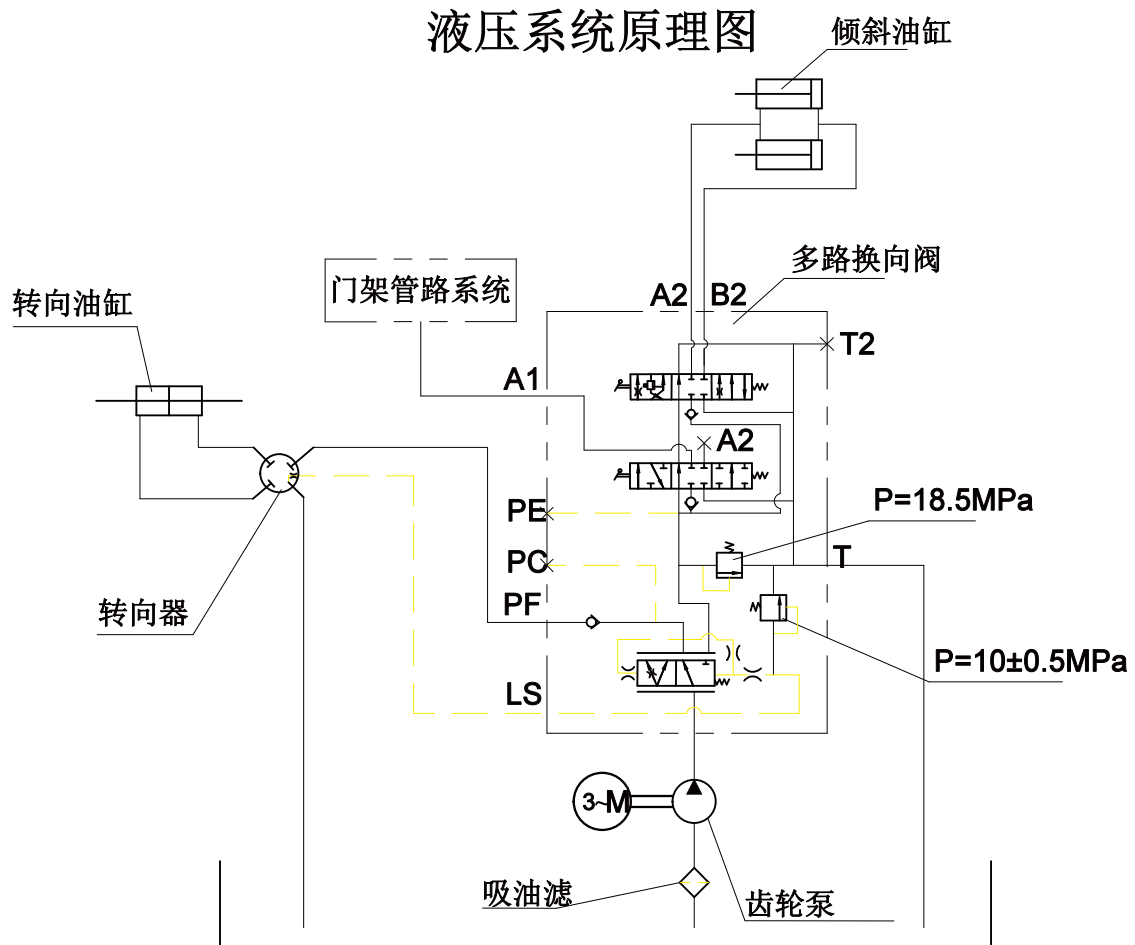 液压系统原理图
倾斜油缸
多路换向阀
门架管路系统
转向油缸
A2 B2
T2
A1
A2
PE
P=18.5MPa
PC
T
PF
转向器
P=10±0.5MPa
LS
3~M
吸油滤
齿轮泵